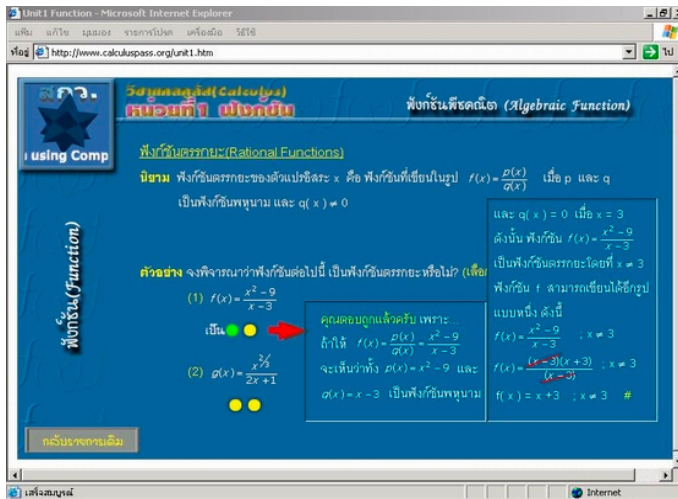 Unit1 Function - Microsoft Internet Explorer
แฟ้ม แก้ไข มุมมอง รายการโปรด เครื่องมือ วิธีใช้
ที่อยู่ http://www.calculuspass.org/unit1.htm ไป
สกว.
using Comp
วิชาแคลคูลัส(Calculus)
หน่วยที่1 ฟังก์ชัน
ฟังก์ชันพีชคณิต (Algebraic Function)
ฟังก์ชัน(Function)
ฟังก์ชันตรรกยะ(Rational Functions)
นิยาม ฟังก์ชันตรรกยะของตัวแปรอิสระ x คือ ฟังก์ชันที่เขียนในรูป f(x)=p(x)/q(x) เมื่อ p และ q
เป็นฟังก์ชันพหุนาม และ q( x ) ≠ 0
ตัวอย่าง จงพิจารณาว่าฟังก์ชันต่อไปนี้ เป็นฟังก์ชันตรรกยะหรือไม่?
(1) f(x)=x²-9/x-3
เป็น
(2) g(x)=x^⅔/2x+1
คุณตอบถูกแล้วครับ เพราะ...
ถ้าให้ f(x)=p(x)/q(x)=x²-9/x-3
จะเห็นว่าทั้ง p(x)=x²-9 และ
q(x)=x-3 เป็นฟังก์ชันพหุนาม
และ q( x ) = 0 เมื่อ x = 3
ดังนั้น ฟังก์ชัน f(x)=x²-9/x-3
เป็นฟังก์ชันตรรกยะโดยที่ x ≠ 3
ฟังก์ชัน f สามารถเขียนได้อีกรูป
แบบหนึ่ง ดังนี้
f(x)=x²-9/x-3 ; x ≠ 3
f(x)=(x-3)(x+3)/(x-3) ; x ≠ 3
f( x ) = x +3 ; x ≠ 3 #
กลับรายการเดิม
เสร็จสมบูรณ์ Internet